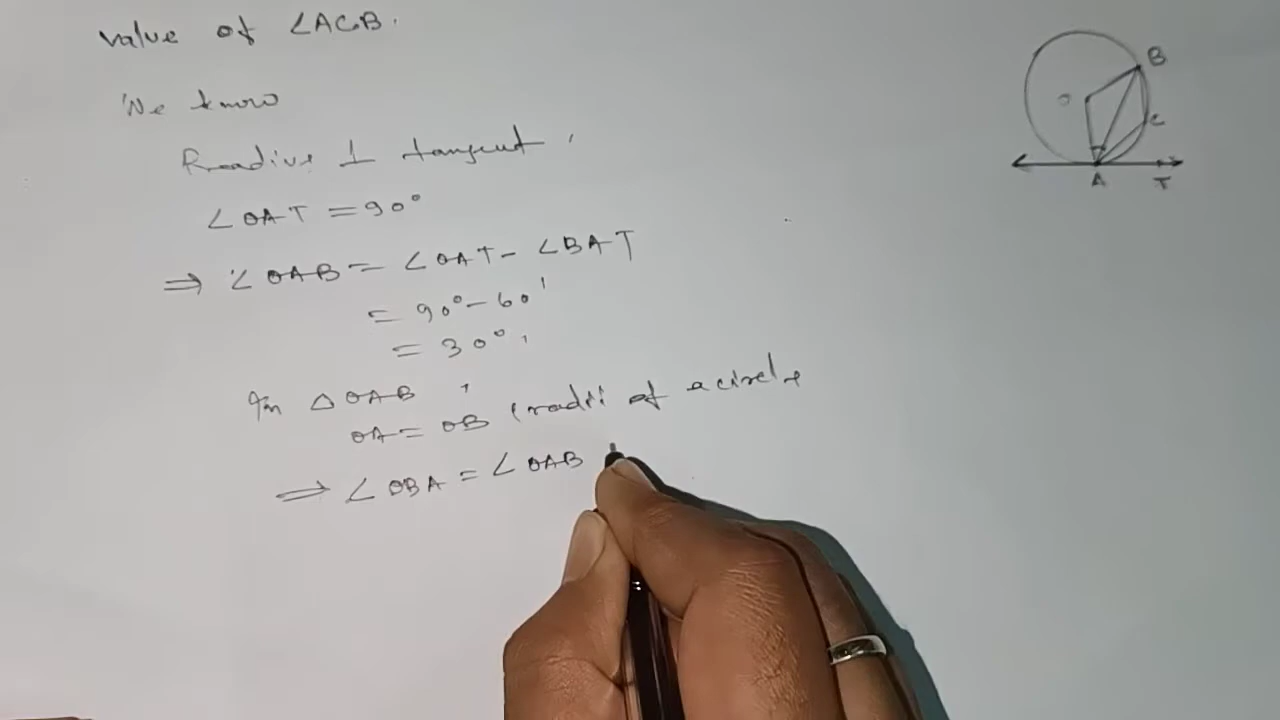 value of ∠ACB.
We know
Radius ⊥ tangent,
∠OAT = 90°
⇒ ∠OAB = ∠OAT - ∠BAT
= 90° - 60°
= 30°,
In △OAB,
OA = OB (radii of a circle
⇒ ∠OBA = ∠OAB
B
O
C
A
T